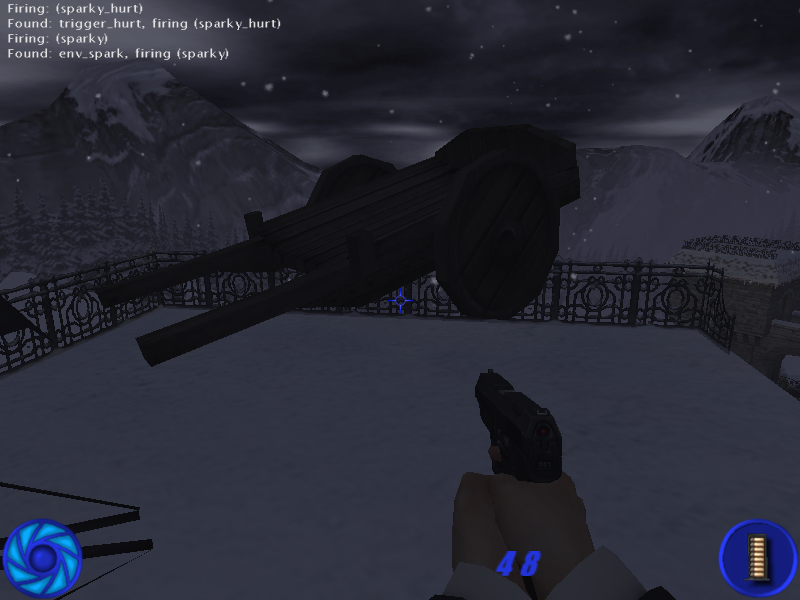 Firing: (sparky_hurt)
Found: trigger_hurt, firing (sparky_hurt)
Firing: (sparky)
Found: env_spark, firing (sparky)
48